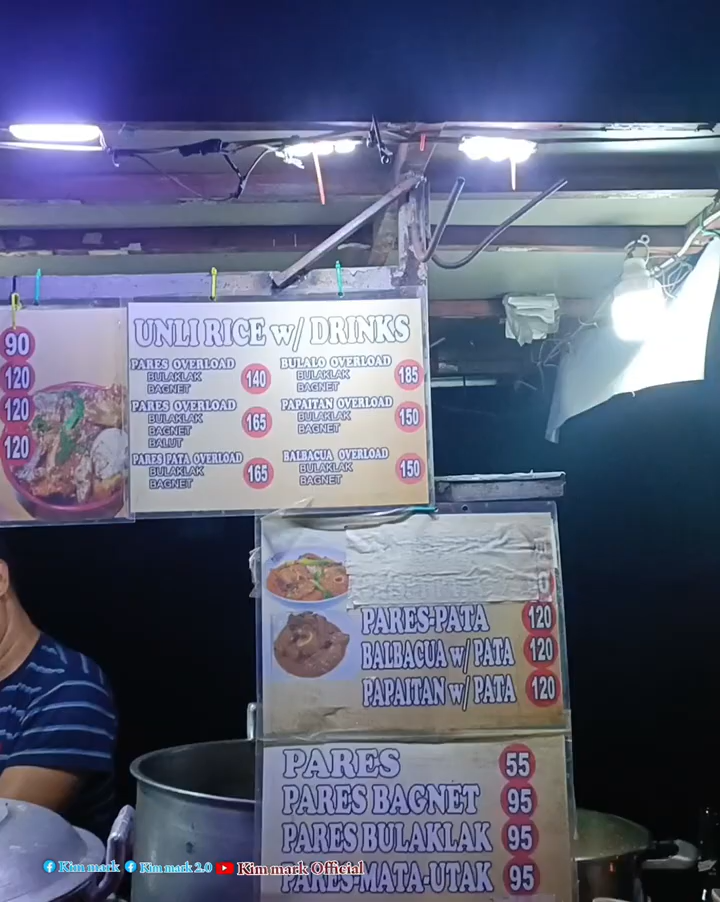 90
120
120
120
UNLI RICE w/ DRINKS
PARES OVERLOAD
BULAKLAK
BAGNET
140
PARES OVERLOAD
BULAKLAK
BAGNET
BALUT
165
PARES PATA OVERLOAD
BULAKLAK
BAGNET
165
BULALO OVERLOAD
BULAKLAK
BAGNET
185
PAPAITAN OVERLOAD
BULAKLAK
BAGNET
150
BALBACUA OVERLOAD
BULAKLAK
BAGNET
150
PARES-PATA 120
BALBACUA w/ PATA 120
PAPAITAN w/ PATA 120
PARES 55
PARES BAGNET 95
PARES BULAKLAK 95
PARES-MATA-UTAK 95
Kim mark Kim mark 2.0 Kim mark Official